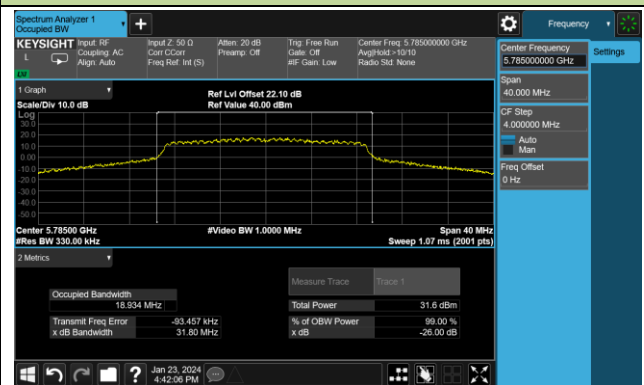 Spectrum Analyzer 1
Occupied BW
Frequency
KEYSIGHT
L
Input: RF
Coupling: AC
Align: Auto
Input Z: 50 Ω
Corr CCorr
Freq Ref: Int (S)
Atten: 20 dB
Preamp: Off
Trig: Free Run
Gate: Off
#IF Gain: Low
Center Freq: 5.785000000 GHz
Avg|Hold:>10/10
Radio Std: None
Center Frequency
5.785000000 GHz
Settings
Span
40.000 MHz
CF Step
4.000000 MHz
Auto
Man
Freq Offset
0 Hz
1 Graph
Scale/Div 10.0 dB
Ref Lvl Offset 22.10 dB
Ref Value 40.00 dBm
Log
30.0
20.0
10.0
0.00
-10.0
-20.0
-30.0
-40.0
-50.0
Center 5.78500 GHz
#Video BW 1.0000 MHz
Span 40 MHz
#Res BW 330.00 kHz
Sweep 1.07 ms (2001 pts)
2 Metrics
Measure Trace
Trace 1
Occupied Bandwidth
18.934 MHz
Total Power
31.6 dBm
Transmit Freq Error
-93.457 kHz
% of OBW Power
99.00 %
x dB Bandwidth
31.80 MHz
x dB
-26.00 dB
?
Jan 23, 2024
4:42:06 PM